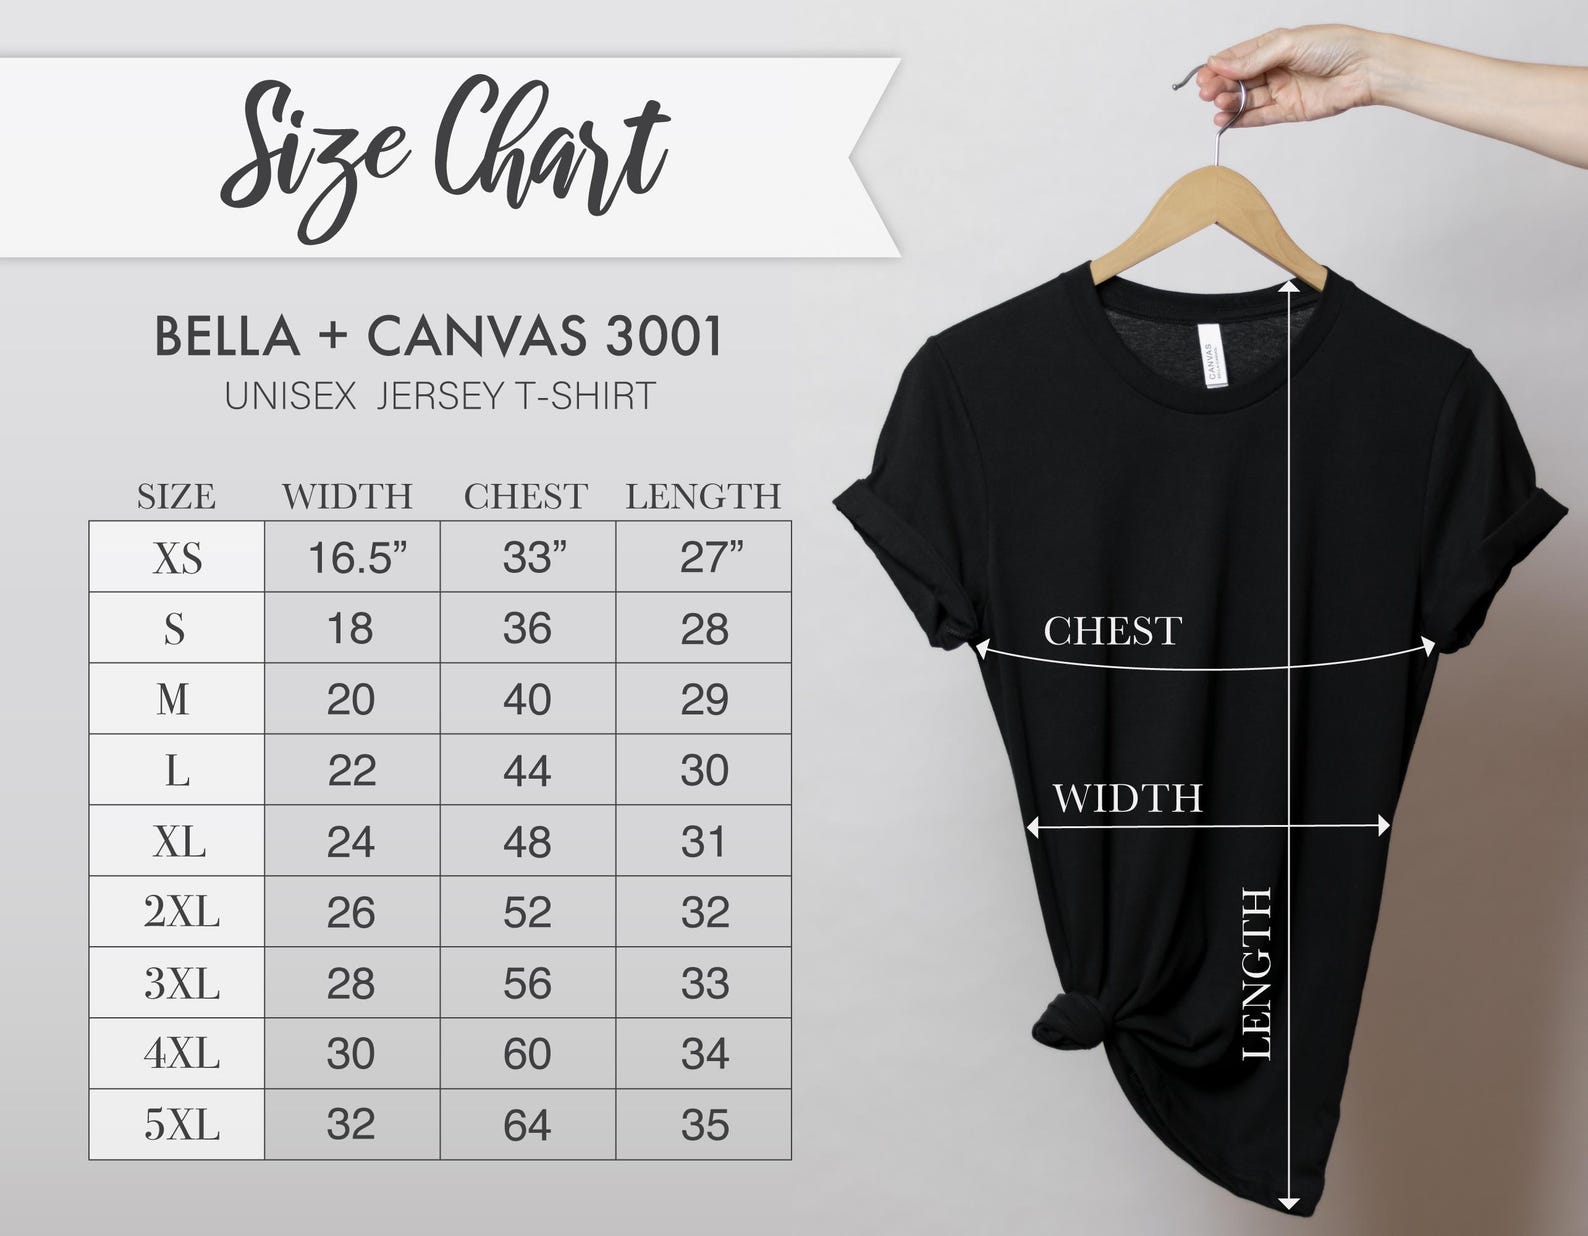 Size Chart
BELLA + CANVAS 3001
UNISEX JERSEY T-SHIRT
SIZE WIDTH CHEST LENGTH
XS 16.5” 33” 27”
S 18 36 28
M 20 40 29
L 22 44 30
XL 24 48 31
2XL 26 52 32
3XL 28 56 33
4XL 30 60 34
5XL 32 64 35
CANVAS
CHEST
WIDTH
LENGTH